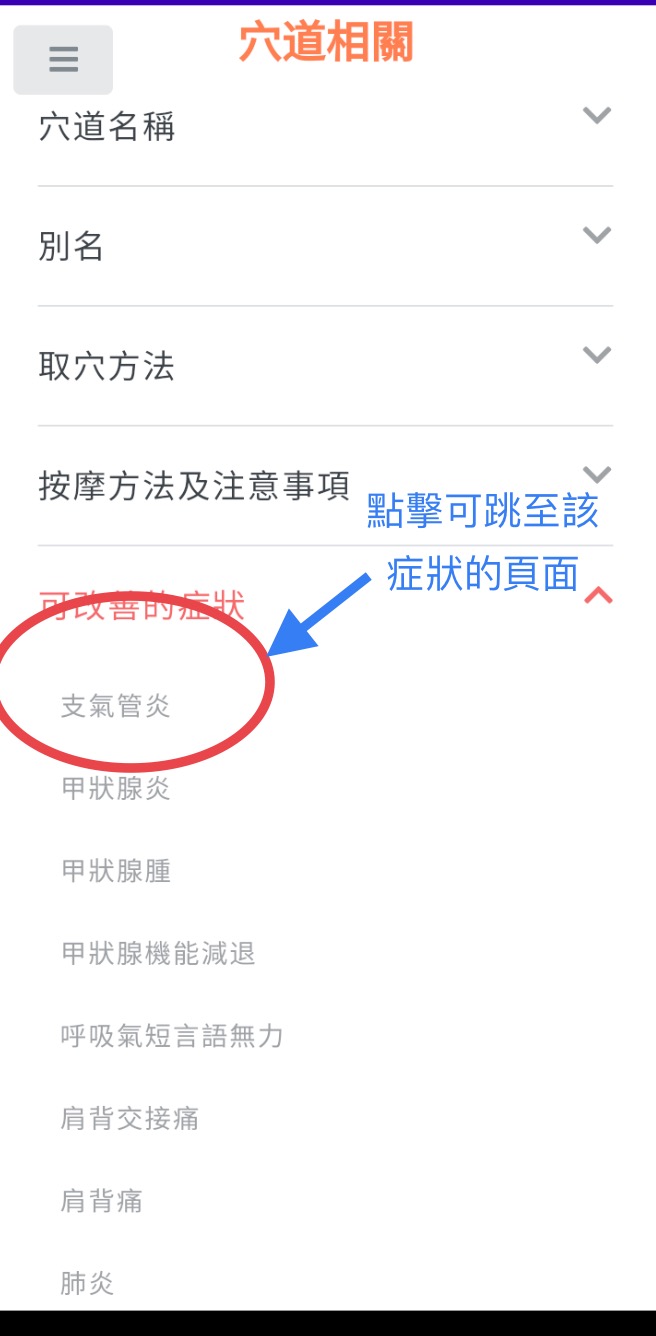 穴道相關
穴道名稱
別名
取穴方法
按摩方法及注意事項
點擊可跳至該
症狀的頁面
可改善的症狀
支氣管炎
甲狀腺炎
甲狀腺腫
甲狀腺機能減退
呼吸氣短言語無力
肩背交接痛
肩背痛
肺炎